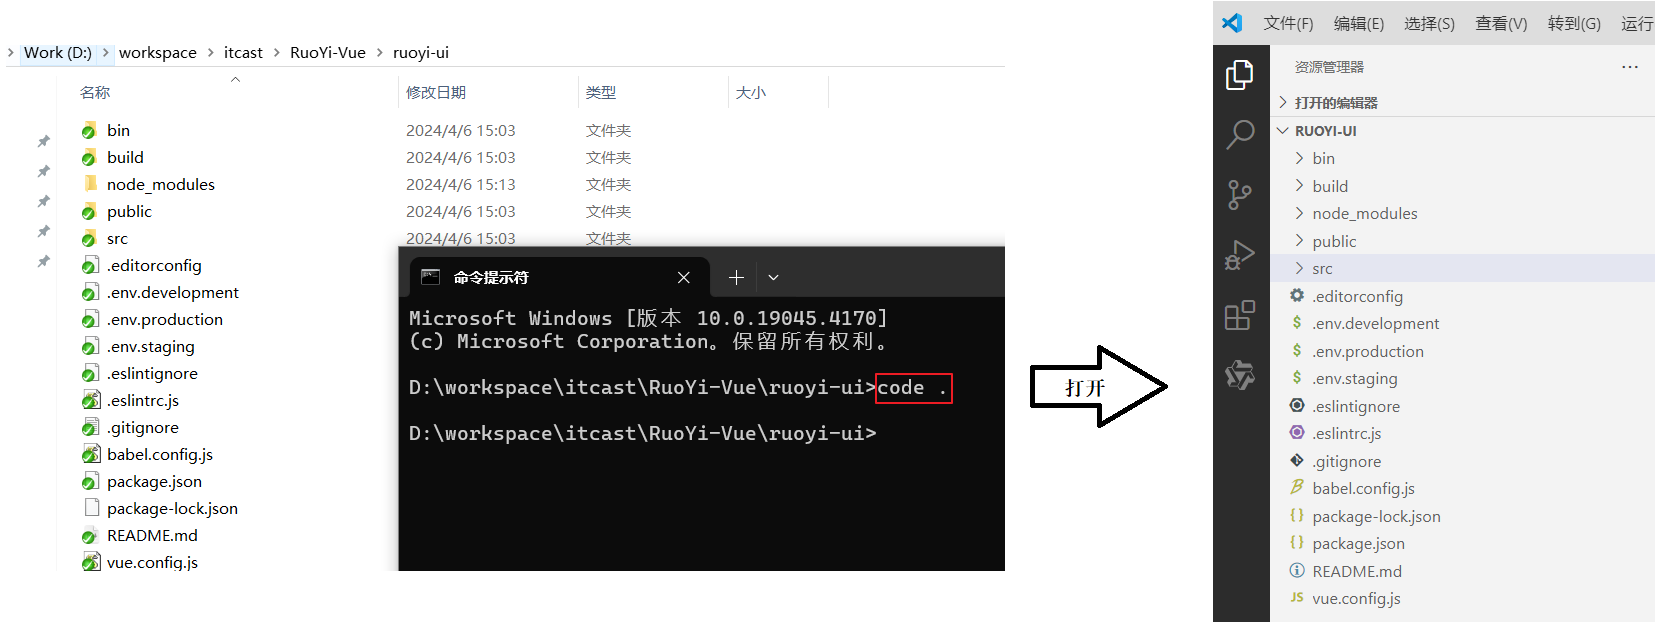 Work (D:) > workspace > itcast > RuoYi-Vue > ruoyi-ui
名称 修改日期 类型 大小
bin 2024/4/6 15:03 文件夹
build 2024/4/6 15:03 文件夹
node_modules 2024/4/6 15:13 文件夹
public 2024/4/6 15:03 文件夹
src 2024/4/6 15:03 文件夹
.editorconfig
.env.development
.env.production
.env.staging
.eslintignore
.eslintrc.js
.gitignore
babel.config.js
package.json
package-lock.json
README.md
vue.config.js
命令提示符
Microsoft Windows [版本 10.0.19045.4170]
(c) Microsoft Corporation。保留所有权利。
D:\workspace\itcast\RuoYi-Vue\ruoyi-ui>code .
D:\workspace\itcast\RuoYi-Vue\ruoyi-ui>
打开
文件(F) 编辑(E) 选择(S) 查看(V) 转到(G) 运行
资源管理器
打开的编辑器
RUOYI-UI
bin
build
node_modules
public
src
.editorconfig
.env.development
.env.production
.env.staging
.eslintignore
.eslintrc.js
.gitignore
babel.config.js
package-lock.json
package.json
README.md
JS vue.config.js